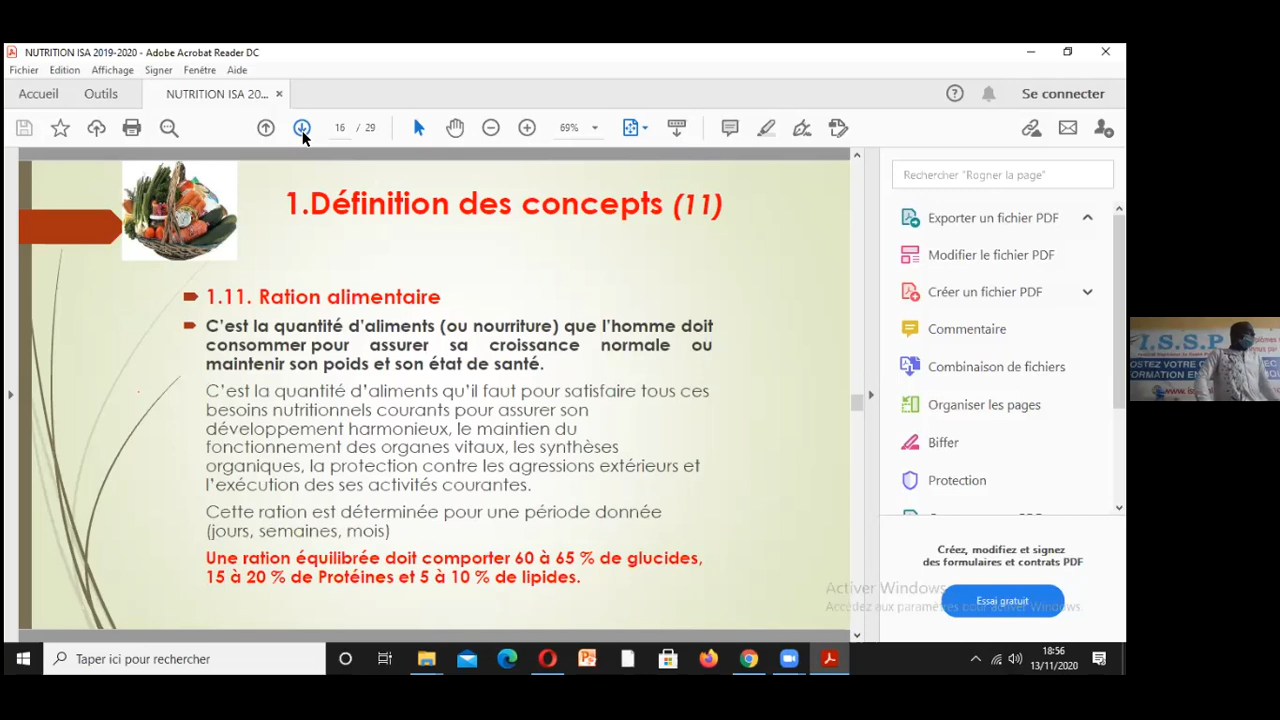 NUTRITION ISA 2019-2020 - Adobe Acrobat Reader DC
Fichier Edition Affichage Signer Fenêtre Aide
Accueil Outils NUTRITION ISA 20... × Se connecter
16 / 29 69%
1.Définition des concepts (11)
1.11. Ration alimentaire
C'est la quantité d'aliments (ou nourriture) que l'homme doit
consommer pour assurer sa croissance normale ou
maintenir son poids et son état de santé.
C'est la quantité d'aliments qu'il faut pour satisfaire tous ces
besoins nutritionnels courants pour assurer son
développement harmonieux, le maintien du
fonctionnement des organes vitaux, les synthèses
organiques, la protection contre les agressions extérieurs et
l'exécution des ses activités courantes.
Cette ration est déterminée pour une période donnée
(jours, semaines, mois)
Une ration équilibrée doit comporter 60 à 65 % de glucides,
15 à 20 % de Protéines et 5 à 10 % de lipides.
Rechercher "Rogner la page"
Exporter un fichier PDF
Modifier le fichier PDF
Créer un fichier PDF
Commentaire
Combinaison de fichiers
Organiser les pages
Biffer
Protection
Créez, modifiez et signez
des formulaires et contrats PDF
Essai gratuit
Activer Windows
Accédez aux paramètres pour activer Windows.
I.S.S.P
Taper ici pour rechercher
18:56
13/11/2020